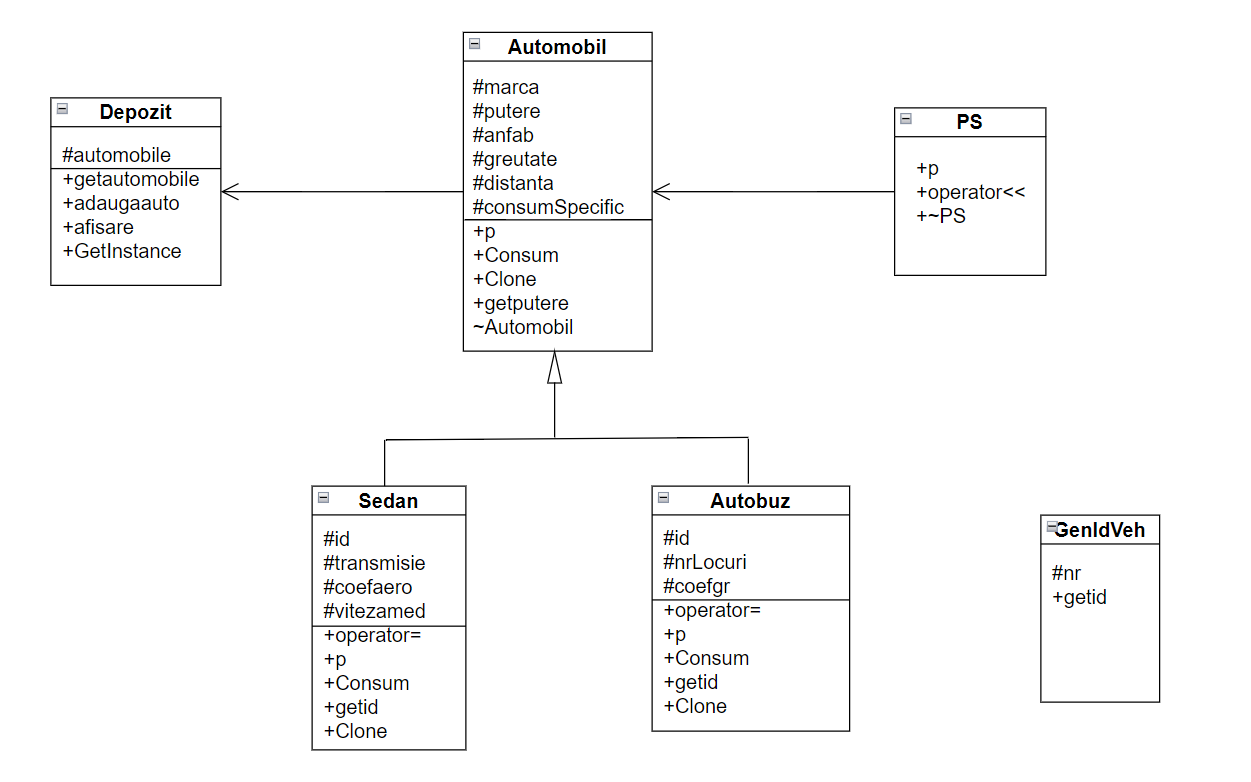 Automobil
#marca
#putere
#anfab
#greutate
#distanta
#consumSpecific
+p
+Consum
+Clone
+getputere
~Automobil
Depozit
#automobile
+getautomobile
+adaugaauto
+afisare
+GetInstance
PS
+p
+operator<<
+~PS
Sedan
#id
#transmisie
#coefaero
#vitezamed
+operator=
+p
+Consum
+getid
+Clone
Autobuz
#id
#nrLocuri
#coefgr
+operator=
+p
+Consum
+getid
+Clone
GenIdVeh
#nr
+getid